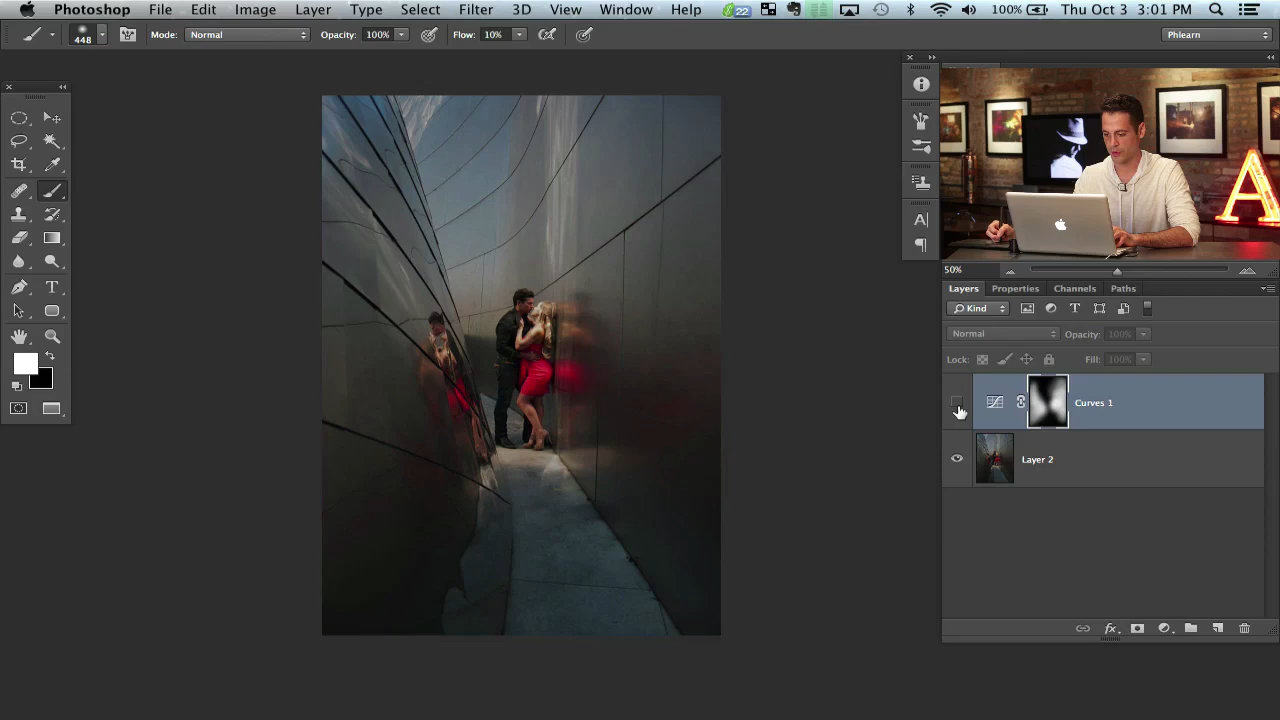 Photoshop File Edit Image Layer Type Select Filter 3D View Window Help 22 100% Thu Oct 3 3:01 PM
448 Mode: Normal Opacity: 100% Flow: 10% Phlearn
A
50%
Layers Properties Channels Paths
Kind
Normal Opacity: 100%
Lock: Fill: 100%
Curves 1
Layer 2
fx